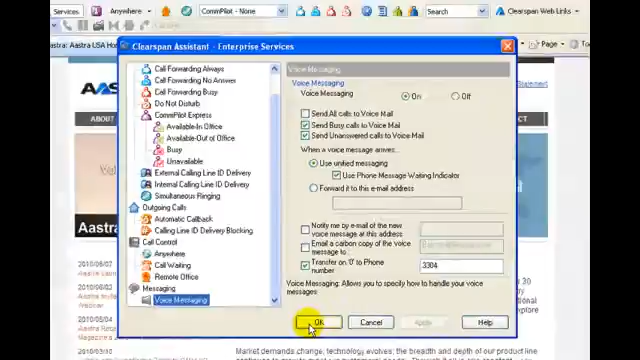 Services Anywhere CommPilot Search Clearspan Web Links
Aastra: Aastra USA Ho
Page
Clearspan Assistant - Enterprise Services
Call Forwarding Always
Call Forwarding No Answer
Call Forwarding Busy
Do Not Disturb
CommPilot Express
Available-In Office
Available-Out of Office
Busy
Unavailable
External Calling Line ID Delivery
Internal Calling Line ID Delivery
Simultaneous Ringing
Outgoing Calls
Automatic Callback
Calling Line ID Delivery Blocking
Call Control
Anywhere
Call Waiting
Remote Office
Messaging
Voice Messaging
Voice Messaging
Voice Messaging
Voice Messaging On Off
Send All calls to Voice Mail
Send Busy calls to Voice Mail
Send Unanswered calls to Voice Mail
When a voice message arrives...
Use unified messaging
Use Phone Message Waiting Indicator
Forward it to this e-mail address
Notify me by e-mail of the new
voice message at this address
E-mail a carbon copy of the voice
message to
Transfer on '0' to Phone
number
3304
Voice Messaging: Allows you to specify how to handle your voice
messages
OK Cancel Apply Help
ABOUT
Aastra
2010/06/07
2010/06/03
2010/05/17
2010/05/13
Market demands change, technology evolves; the breadth and depth of our product